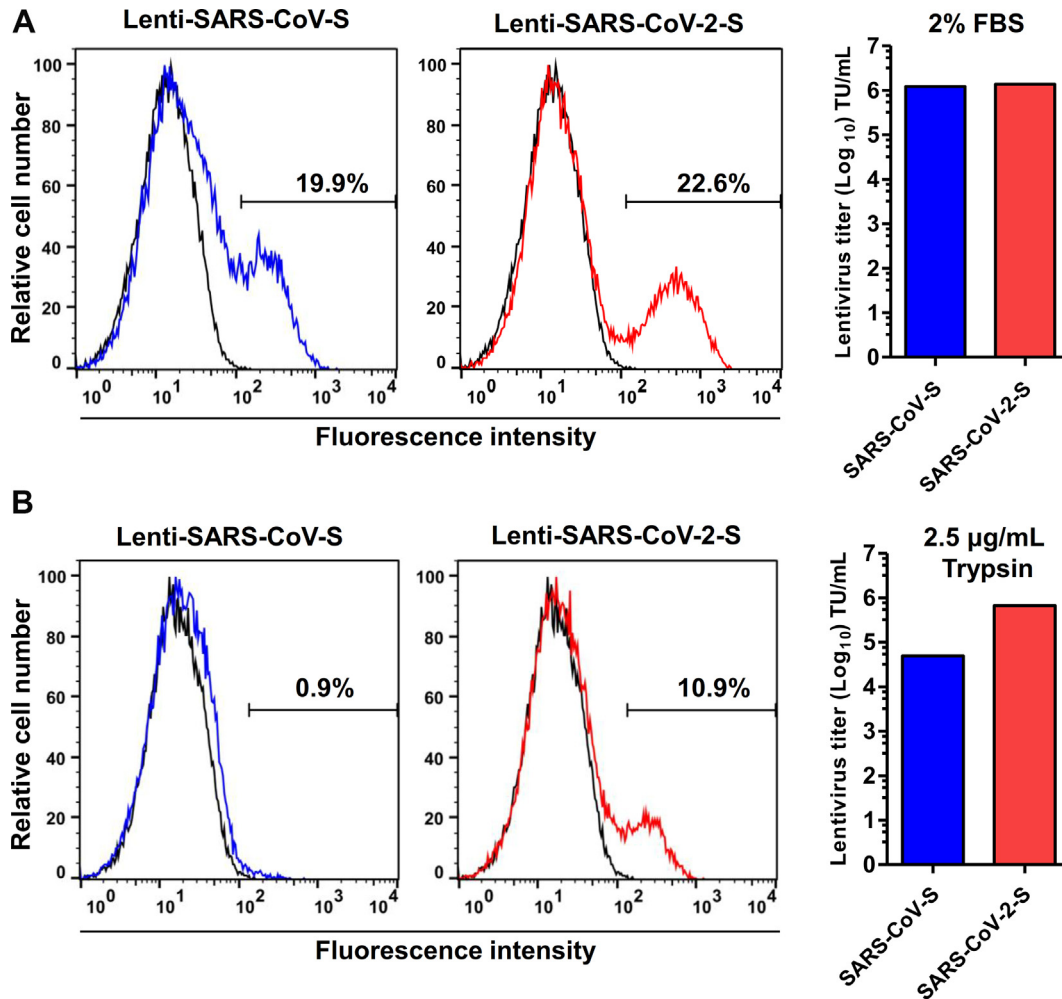 A
Lenti-SARS-CoV-S
Lenti-SARS-CoV-2-S
2% FBS
Relative cell number
100
80
60
40
20
0
19.9%
10^0 10^1 10^2 10^3 10^4
100
80
60
40
20
0
22.6%
10^0 10^1 10^2 10^3 10^4
Fluorescence intensity
Lentivirus titer (Log 10) TU/mL
7
6
5
4
3
2
1
0
SARS-CoV-S
SARS-CoV-2-S
B
Lenti-SARS-CoV-S
Lenti-SARS-CoV-2-S
2.5 µg/mL
Trypsin
Relative cell number
100
80
60
40
20
0
0.9%
10^0 10^1 10^2 10^3 10^4
100
80
60
40
20
0
10.9%
10^0 10^1 10^2 10^3 10^4
Fluorescence intensity
Lentivirus titer (Log10) TU/mL
7
6
5
4
3
2
1
0
SARS-CoV-S
SARS-CoV-2-S